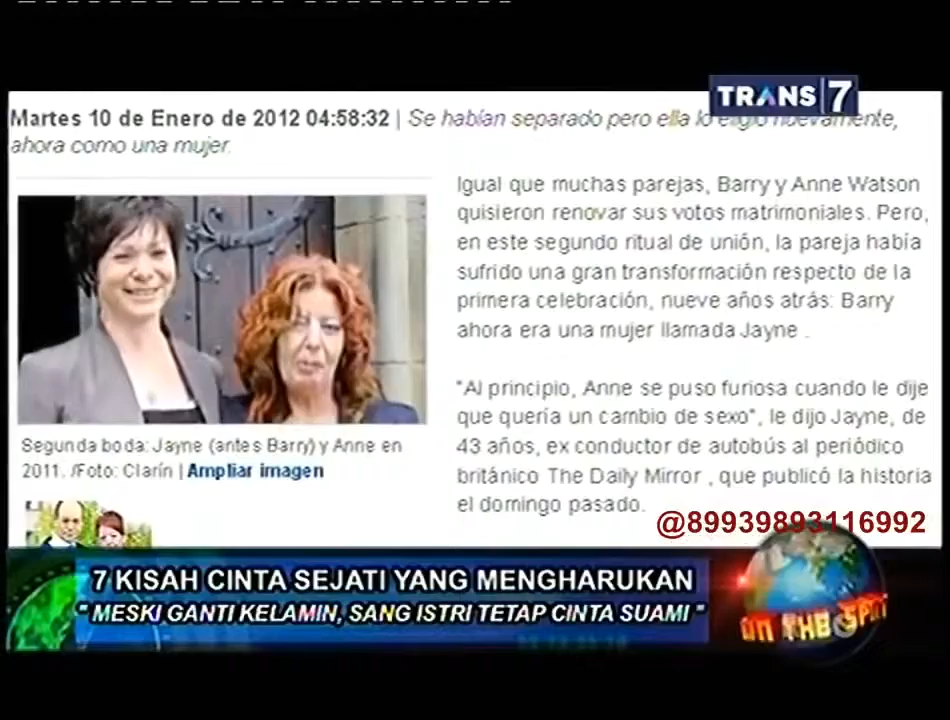 TRANS|7
Martes 10 de Enero de 2012 04:58:32 | Se habían separado pero ella lo eligió nuevamente,
ahora como una mujer.
Igual que muchas parejas, Barry y Anne Watson
quisieron renovar sus votos matrimoniales. Pero,
en este segundo ritual de unión, la pareja había
sufrido una gran transformación respecto de la
primera celebración, nueve años atrás: Barry
ahora era una mujer llamada Jayne .
"Al principio, Anne se puso furiosa cuando le dije
que quería un cambio de sexo", le dijo Jayne, de
43 años, ex conductor de autobús al periódico
británico The Daily Mirror , que publicó la historia
el domingo pasado.
Segunda boda: Jayne (antes Barry) y Anne en
2011. /Foto: Clarín | Ampliar imagen
@89939893116992
7 KISAH CINTA SEJATI YANG MENGHARUKAN
" MESKI GANTI KELAMIN, SANG ISTRI TETAP CINTA SUAMI "
ON THE SPOT